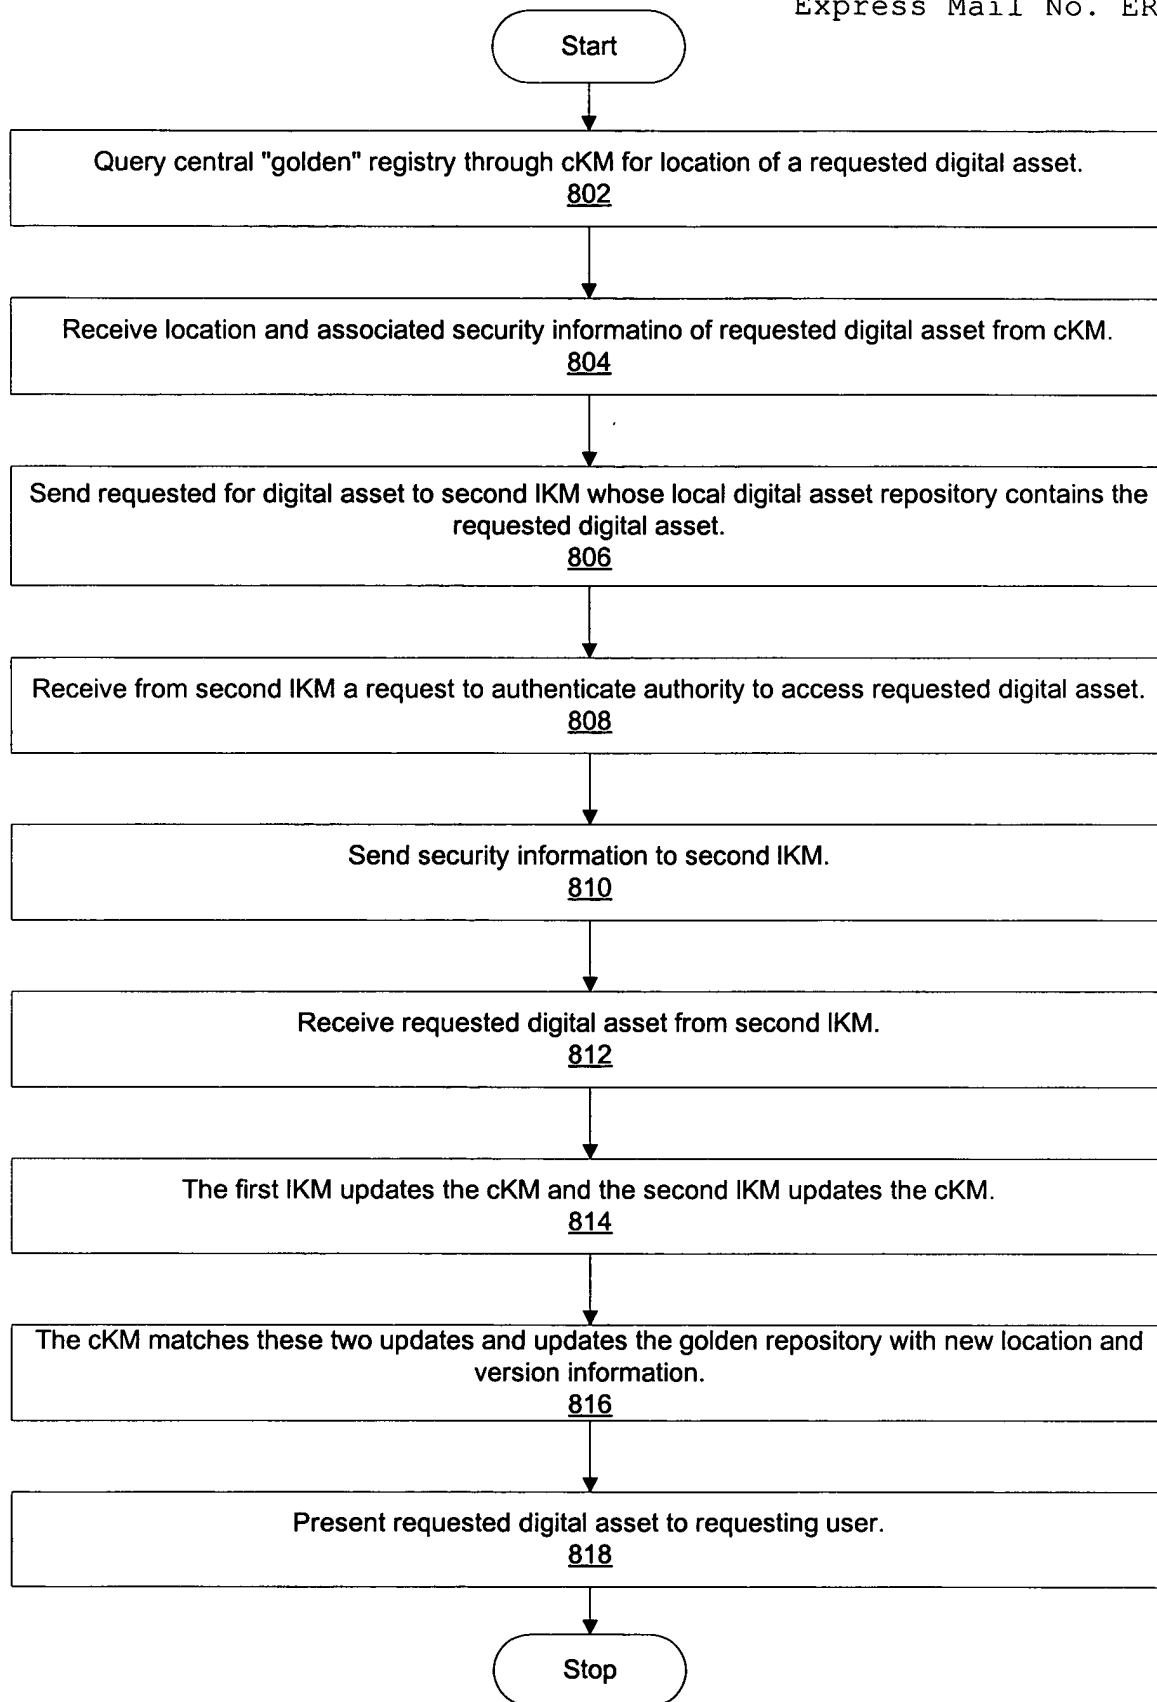 Express Mail No. ER
Start
Query central "golden" registry through cKM for location of a requested digital asset.
802
Receive location and associated security informatino of requested digital asset from cKM.
804
Send requested for digital asset to second lKM whose local digital asset repository contains the
requested digital asset.
806
Receive from second lKM a request to authenticate authority to access requested digital asset.
808
Send security information to second lKM.
810
Receive requested digital asset from second lKM.
812
The first lKM updates the cKM and the second lKM updates the cKM.
814
The cKM matches these two updates and updates the golden repository with new location and
version information.
816
Present requested digital asset to requesting user.
818
Stop